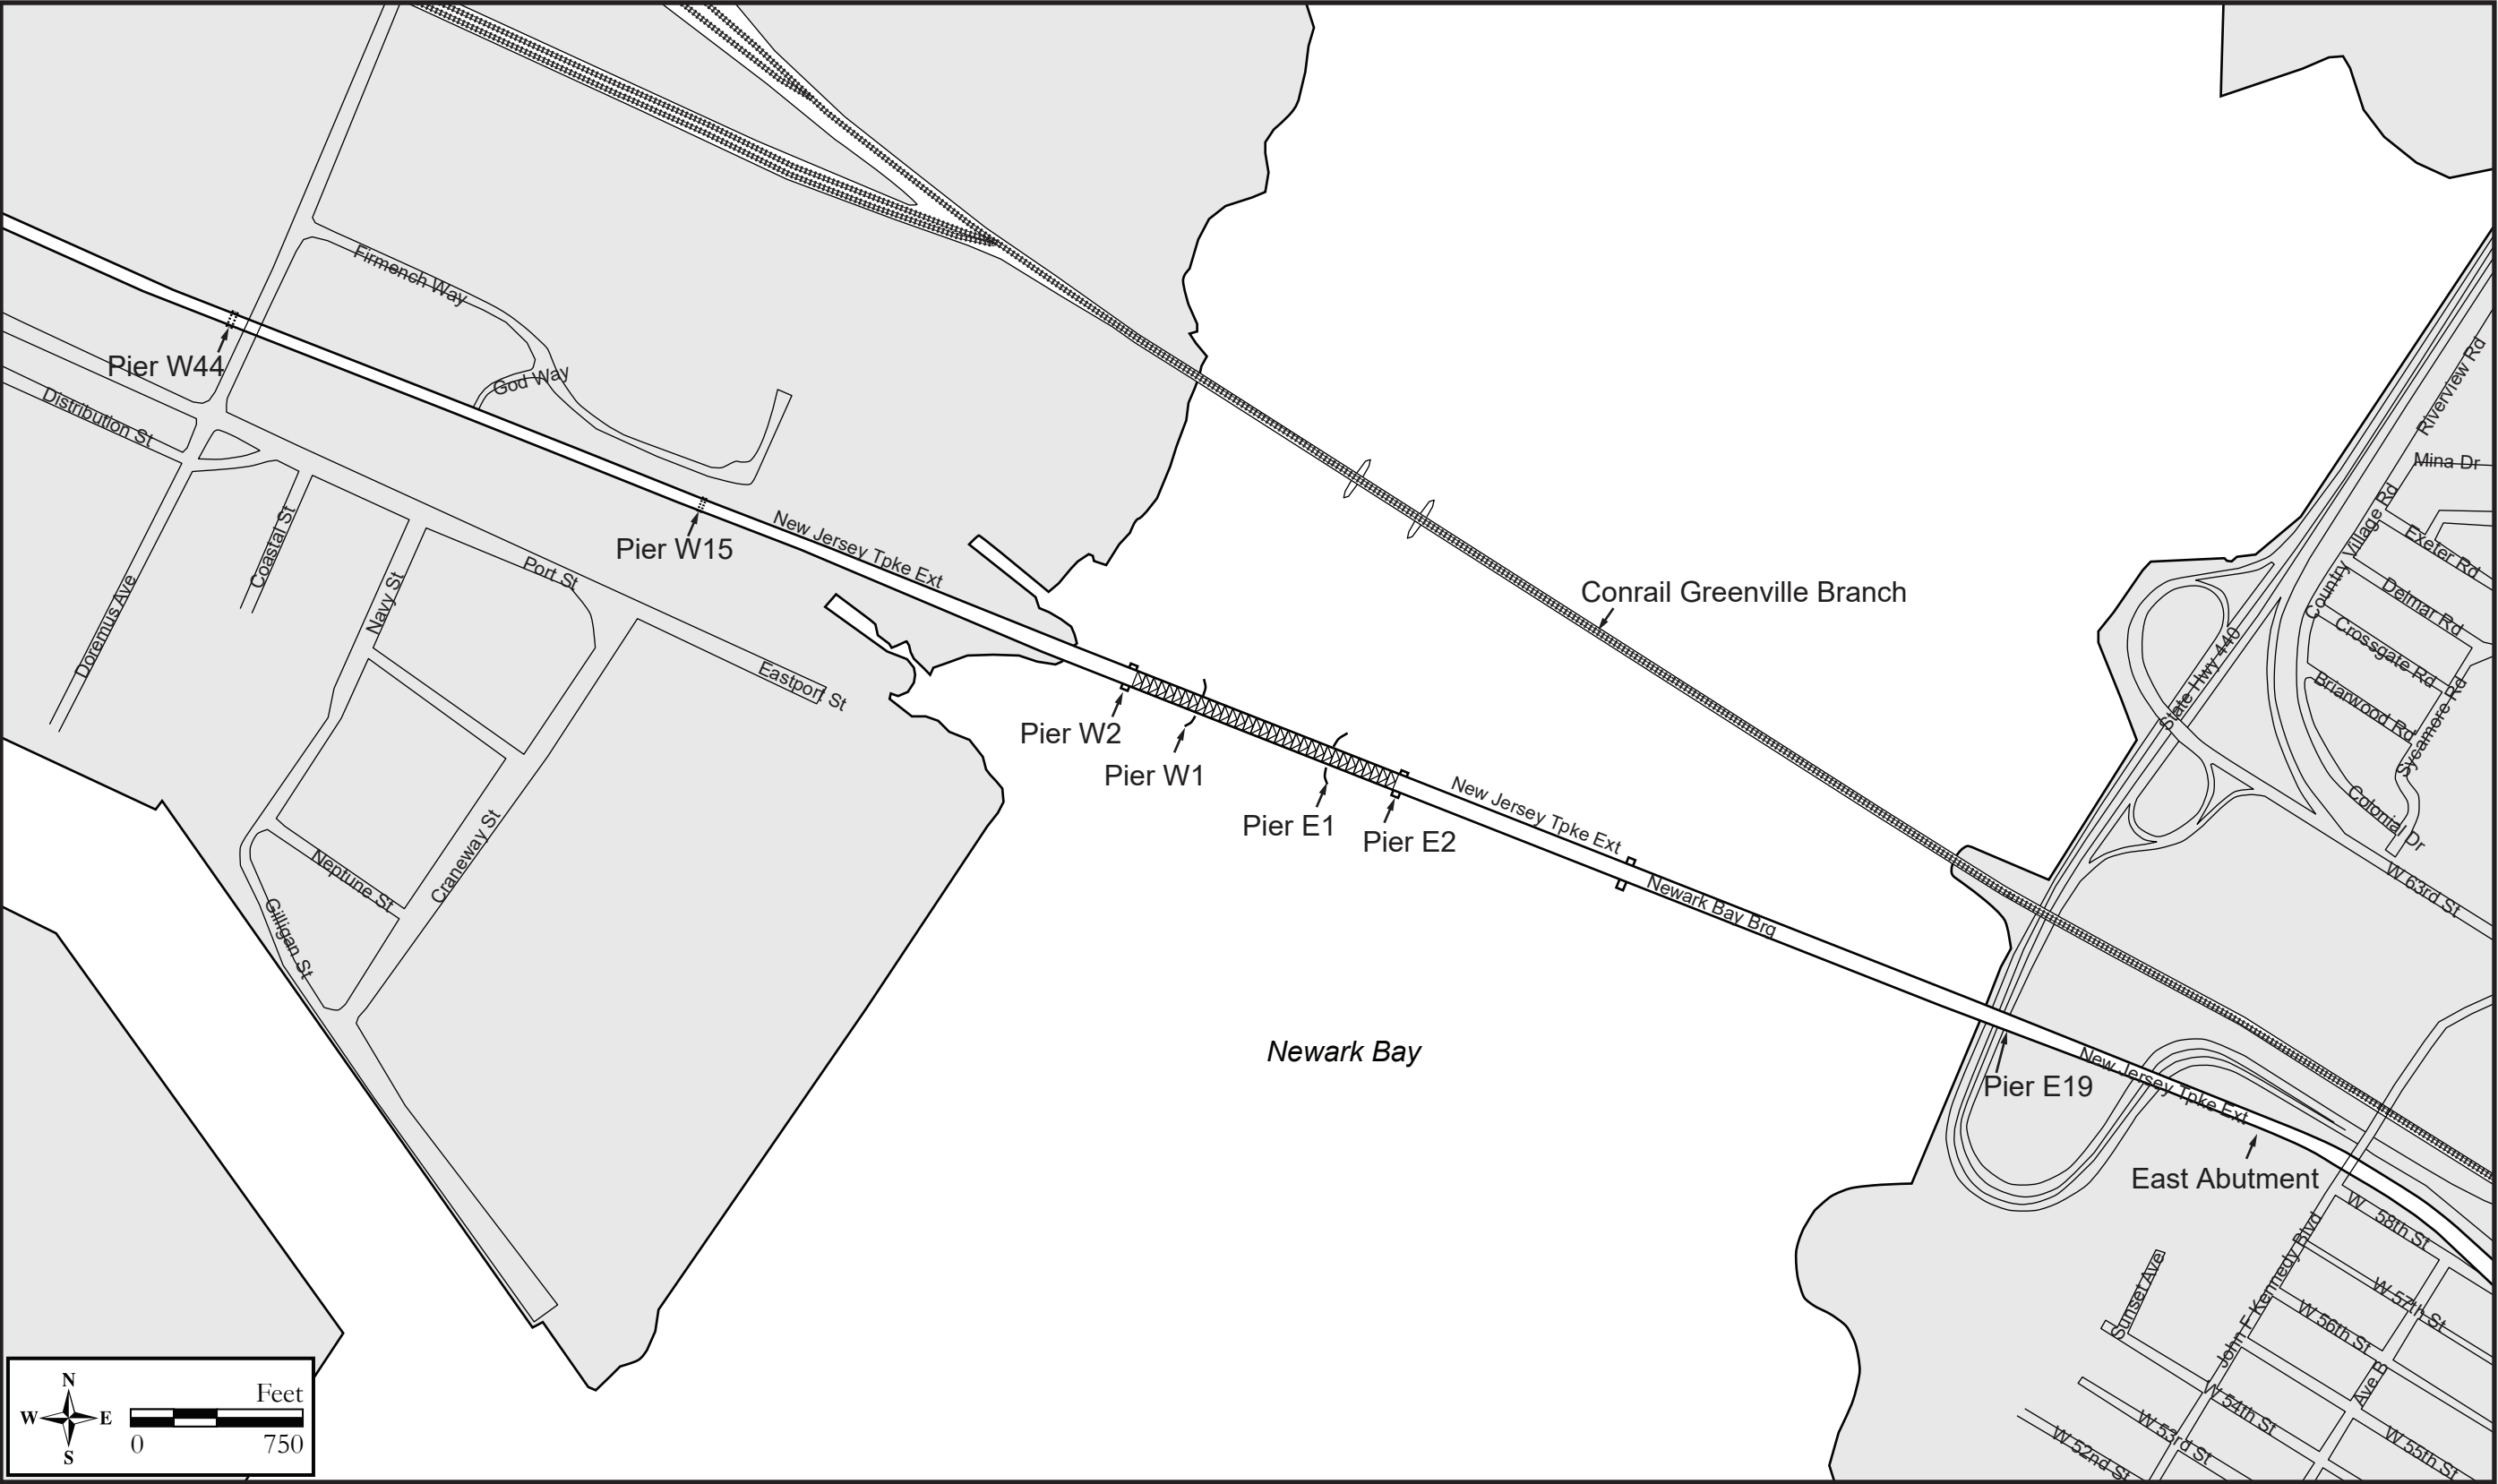 Firmench Way
Pier W44
God Way
Distribution St
Riverview Rd
Mina Dr
Coastal St
Pier W15
New Jersey Tpke Ext
Country Village Rd
Exeter Rd
Doremus Ave
Navy St
Port St
Conrail Greenville Branch
Delmar Rd
Crossgate Rd
State Hwy 440
Eastport St
Briarwood Rd
Sycamore Rd
Pier W2
Pier W1
Pier E1
Pier E2
New Jersey Tpke Ext
Colonial Dr
Neptune St
Craneway St
Newark Bay Brg
W 63rd St
Gilligan St
Newark Bay
Pier E19
New Jersey Tpke Ext
East Abutment
W 58th St
Sunset Ave
John F Kennedy Blvd
W 57th St
W 56th St
Ave B
W 54th St
W 53rd St
W 52nd St
W 55th St
N
W E
S
Feet
0 750